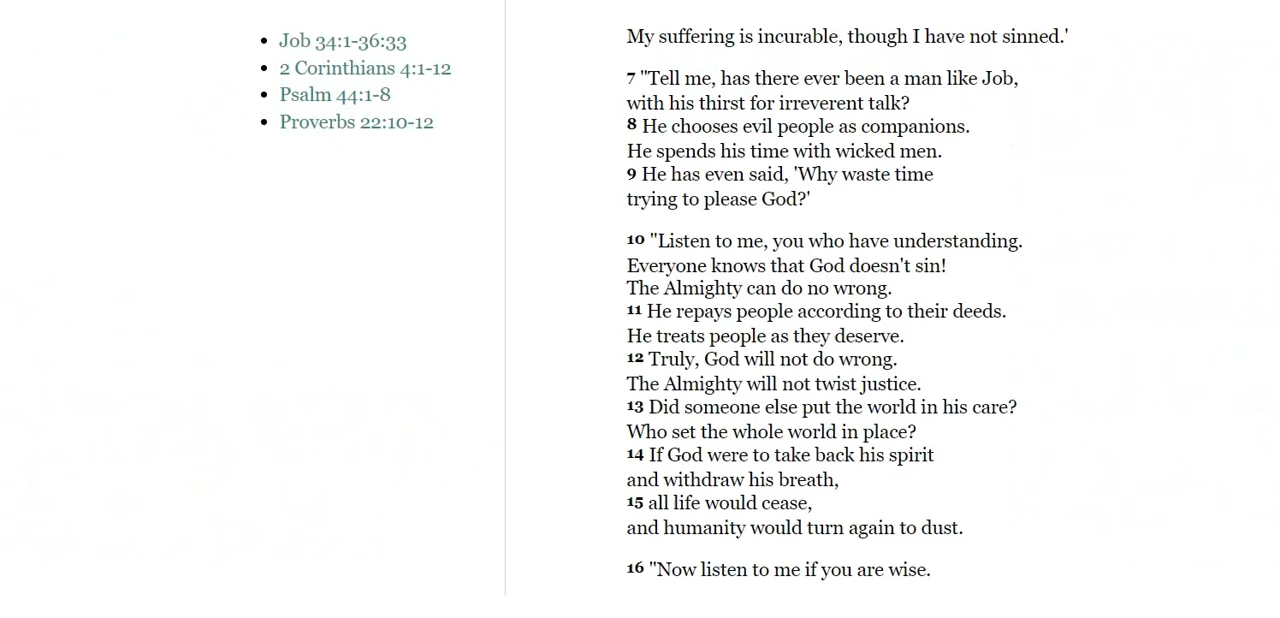 Job 34:1-36:33
2 Corinthians 4:1-12
Psalm 44:1-8
Proverbs 22:10-12
My suffering is incurable, though I have not sinned.'
7 "Tell me, has there ever been a man like Job,
with his thirst for irreverent talk?
8 He chooses evil people as companions.
He spends his time with wicked men.
9 He has even said, 'Why waste time
trying to please God?'
10 "Listen to me, you who have understanding.
Everyone knows that God doesn't sin!
The Almighty can do no wrong.
11 He repays people according to their deeds.
He treats people as they deserve.
12 Truly, God will not do wrong.
The Almighty will not twist justice.
13 Did someone else put the world in his care?
Who set the whole world in place?
14 If God were to take back his spirit
and withdraw his breath,
15 all life would cease,
and humanity would turn again to dust.
16 "Now listen to me if you are wise.